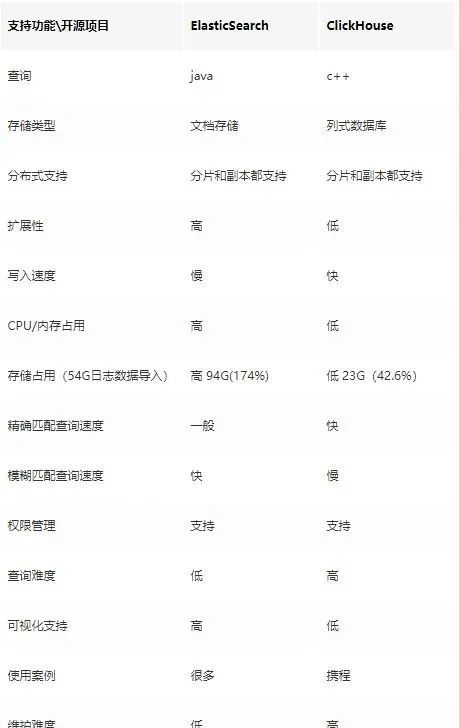 支持功能\开源项目 ElasticSearch ClickHouse
查询 java c++
存储类型 文档存储 列式数据库
分布式支持 分片和副本都支持 分片和副本都支持
扩展性 高 低
写入速度 慢 快
CPU/内存占用 高 低
存储占用（54G日志数据导入） 高 94G(174%) 低 23G（42.6%）
精确匹配查询速度 一般 快
模糊匹配查询速度 快 慢
权限管理 支持 支持
查询难度 低 高
可视化支持 高 低
使用案例 很多 携程
维护难度 低 高